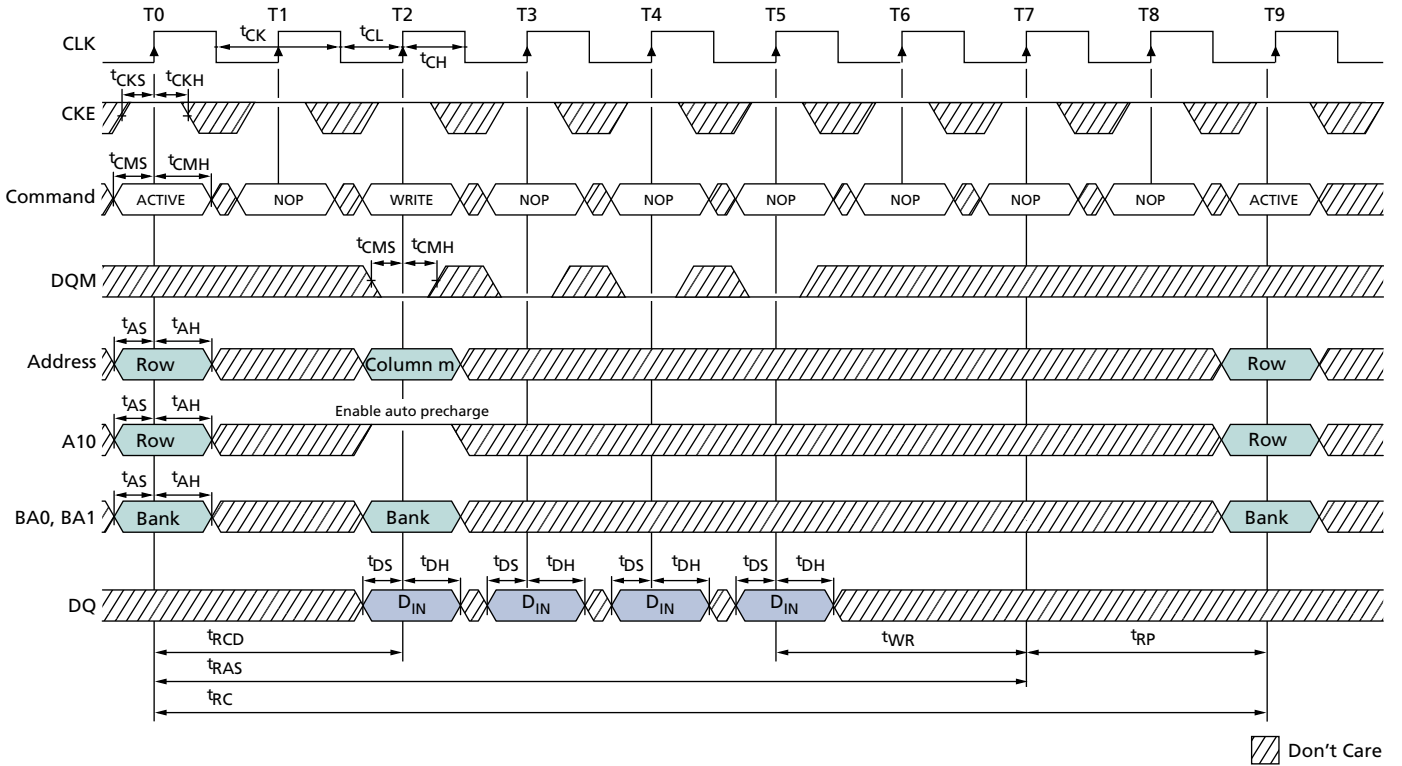 T0 T1 T2 T3 T4 T5 T6 T7 T8 T9
CLK tCK tCL tCH
tCKS tCKH
CKE
tCMS tCMH
Command ACTIVE NOP WRITE NOP NOP NOP NOP NOP NOP ACTIVE
tCMS tCMH
DQM
tAS tAH
Address Row Column m Row
tAS tAH Enable auto precharge
A10 Row Row
tAS tAH
BA0, BA1 Bank Bank Bank
tDS tDH tDS tDH tDS tDH tDS tDH
DQ DIN DIN DIN DIN
tRCD tWR tRP
tRAS
tRC
Don't Care